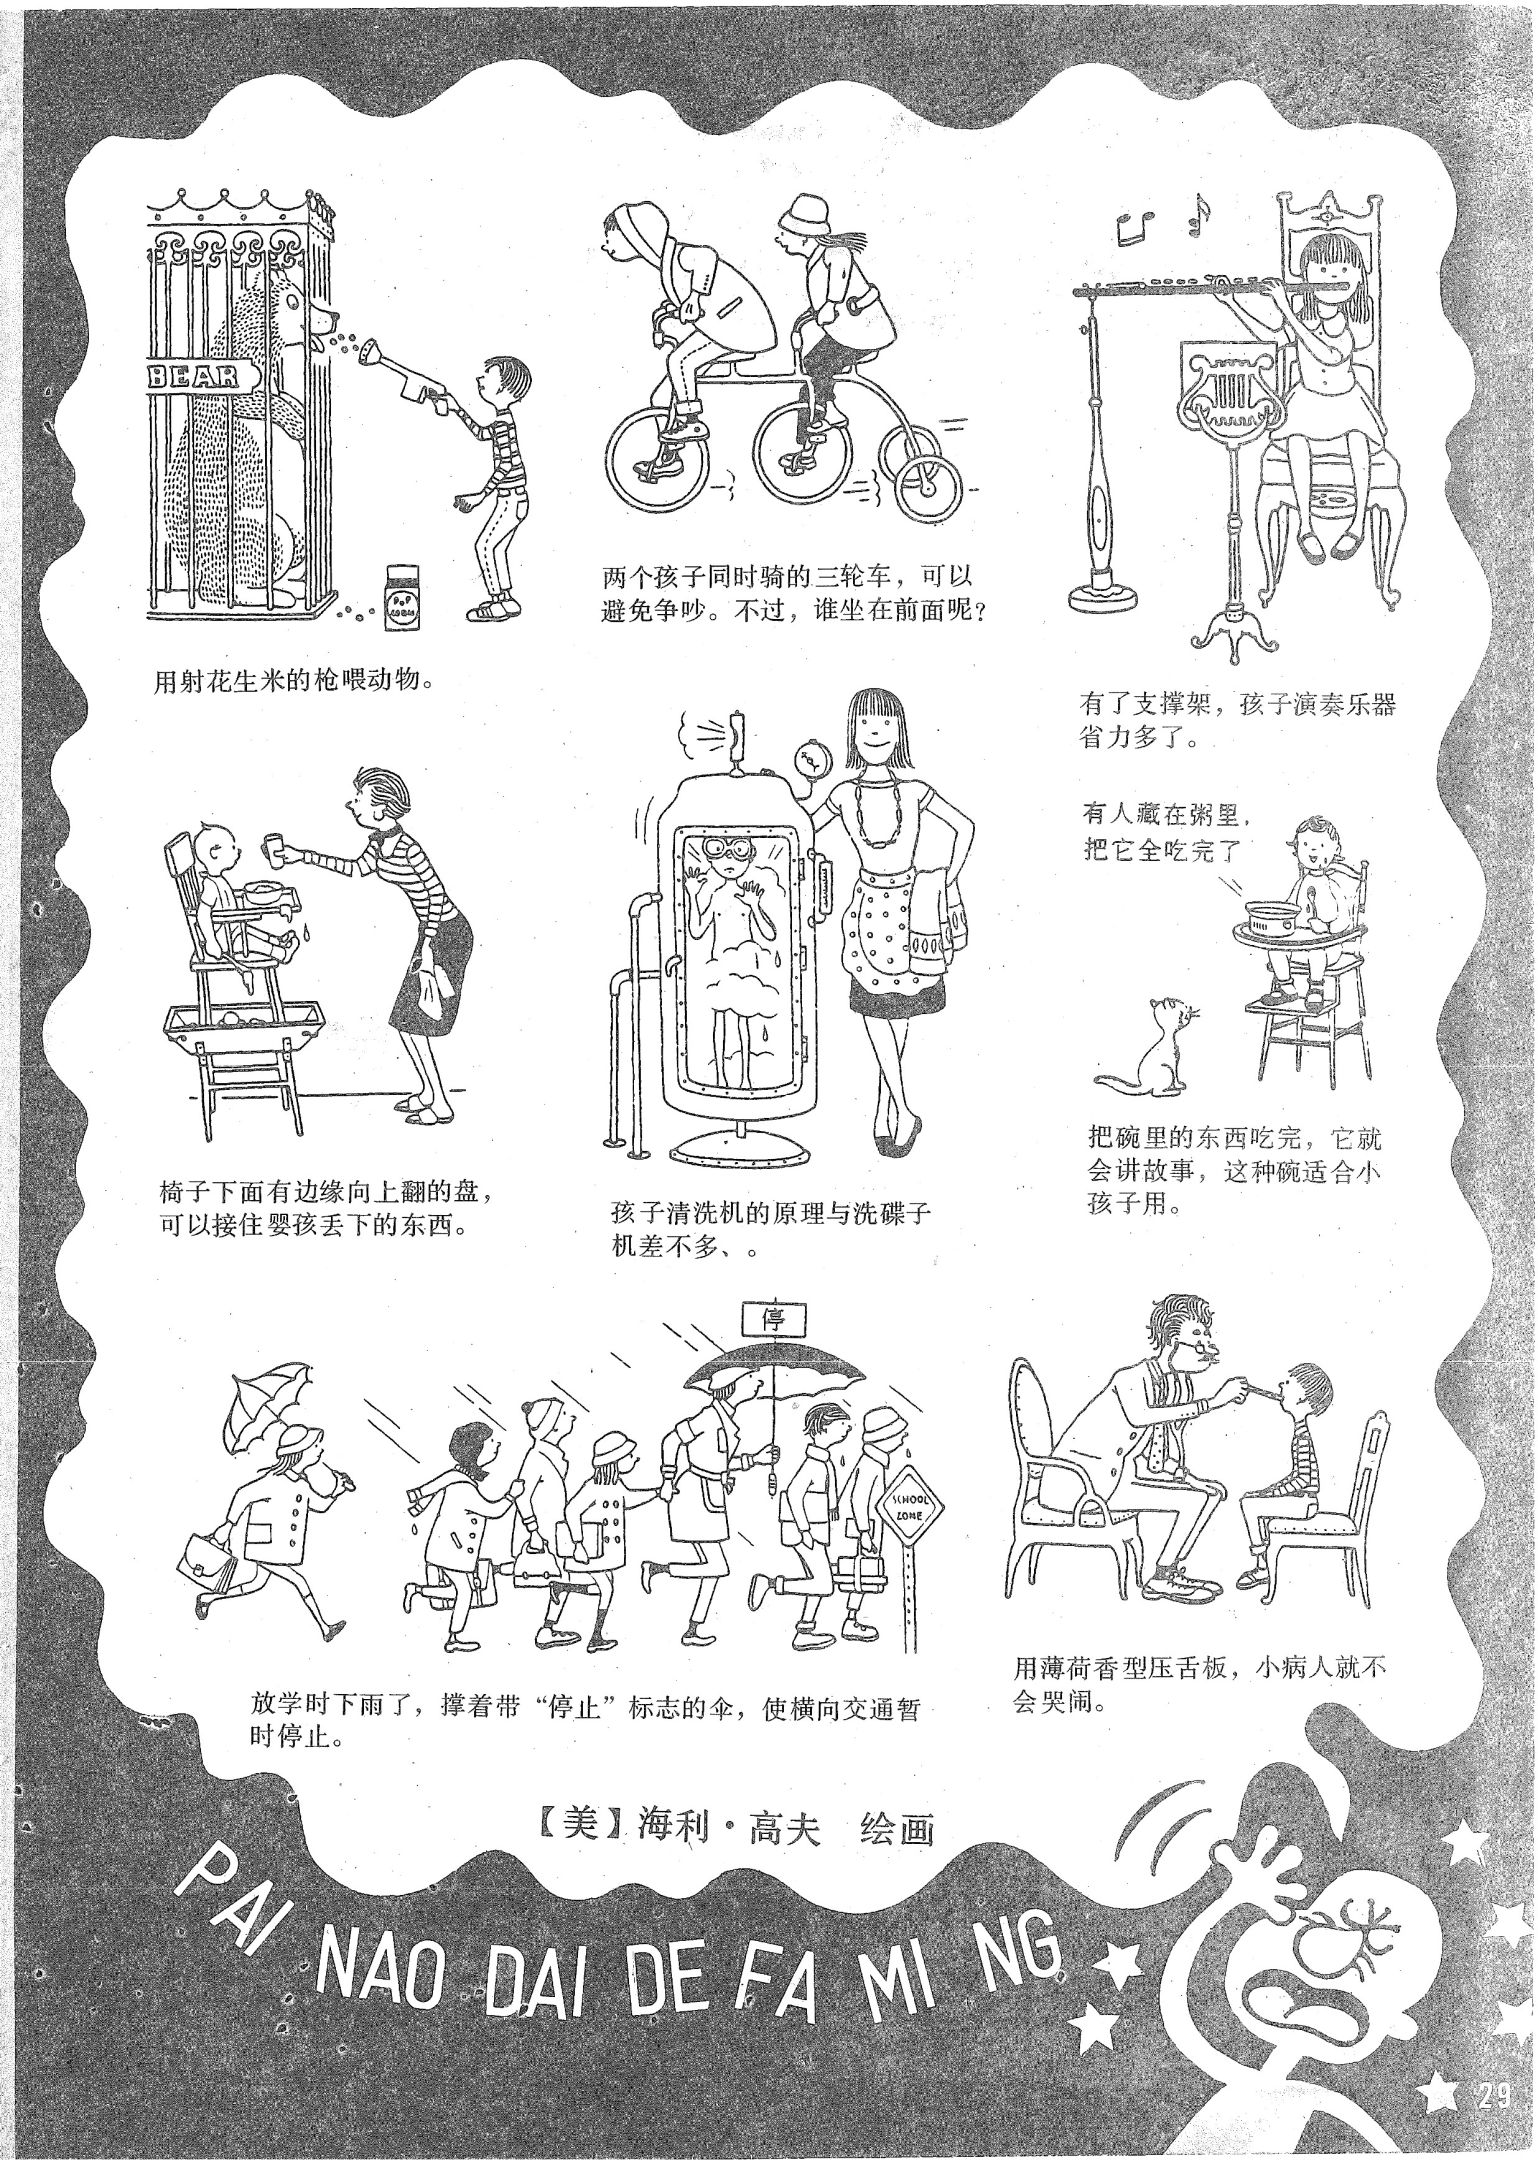 BEAR
用射花生米的枪喂动物。
两个孩子同时骑的三轮车，可以
避免争吵。不过，谁坐在前面呢？
有了支撑架，孩子演奏乐器
省力多了。
椅子下面有边缘向上翻的盘，
可以接住婴孩丢下的东西。
孩子清洗机的原理与洗碟子
机差不多、。
有人藏在粥里，
把它全吃完了
把碗里的东西吃完，它就
会讲故事，这种碗适合小
孩子用。
停
SCHOOL
ZONE
放学时下雨了，撑着带“停止”标志的伞，使横向交通暂
时停止。
用薄荷香型压舌板，小病人就不
会哭闹。
【美】海利·高夫 绘画
PAI NAO DAI DE FA MI NG
29